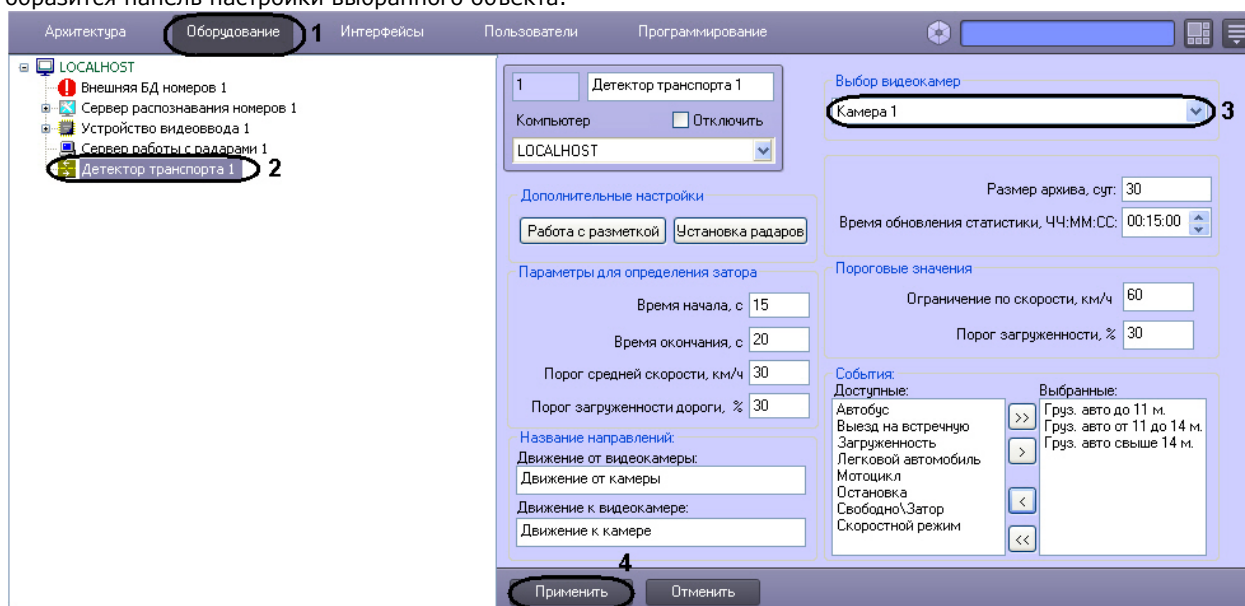 образится панель настройки выбранного объекта.
Архитектура Оборудование 1 Интерфейсы Пользователи Программирование
LOCALHOST
Внешняя БД номеров 1
Сервер распознавания номеров 1
Устройство видеоввода 1
Сервер работы с радарами 1
Детектор транспорта 1 2
1 Детектор транспорта 1
Компьютер Отключить
LOCALHOST
Дополнительные настройки
Работа с разметкой Установка радаров
Параметры для определения затора
Время начала, с 15
Время окончания, с 20
Порог средней скорости, км/ч 30
Порог загруженности дороги, % 30
Название направлений:
Движение от видеокамеры:
Движение от камеры
Движение к видеокамере:
Движение к камере
Выбор видеокамер
Камера 1 3
Размер архива, сут: 30
Время обновления статистики, ЧЧ:ММ:СС: 00:15:00
Пороговые значения
Ограничение по скорости, км/ч 60
Порог загруженности, % 30
События:
Доступные:
Автобус
Выезд на встречную
Загруженность
Легковой автомобиль
Мотоцикл
Остановка
Свободно\Затор
Скоростной режим
>>
>
<
<<
Выбранные:
Груз. авто до 11 м.
Груз. авто от 11 до 14 м.
Груз. авто свыше 14 м.
4
Применить Отменить